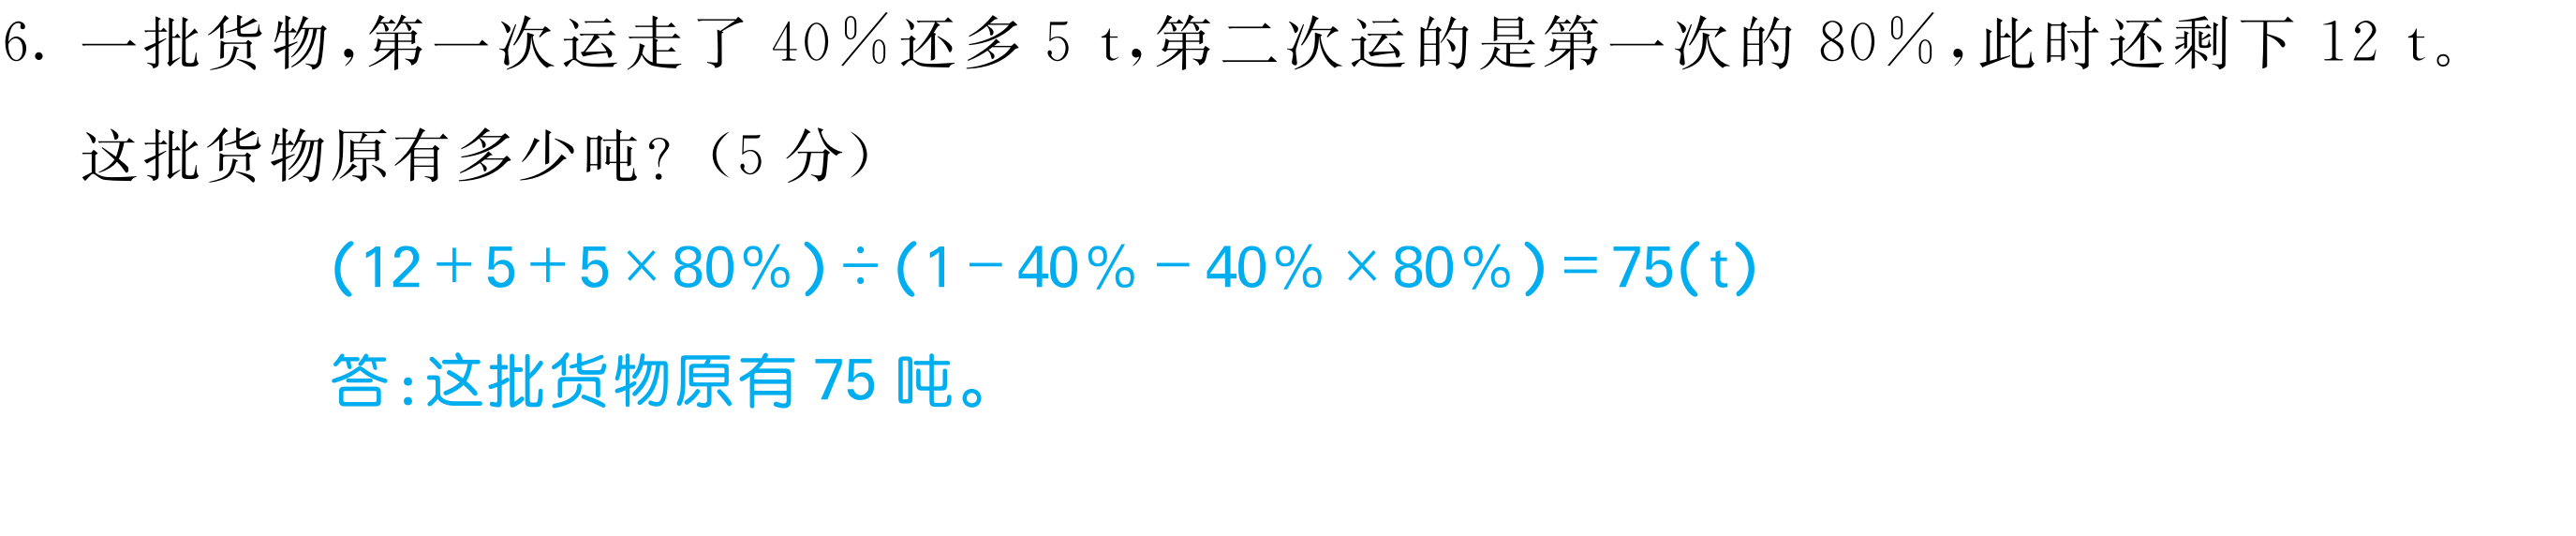 6. 一批货物,第一次运走了 40%还多 5 t,第二次运的是第一次的 80%,此时还剩下 12 t。
这批货物原有多少吨?(5 分)
(12+5+5×80%)÷(1-40%-40%×80%)=75(t)
答:这批货物原有 75 吨。